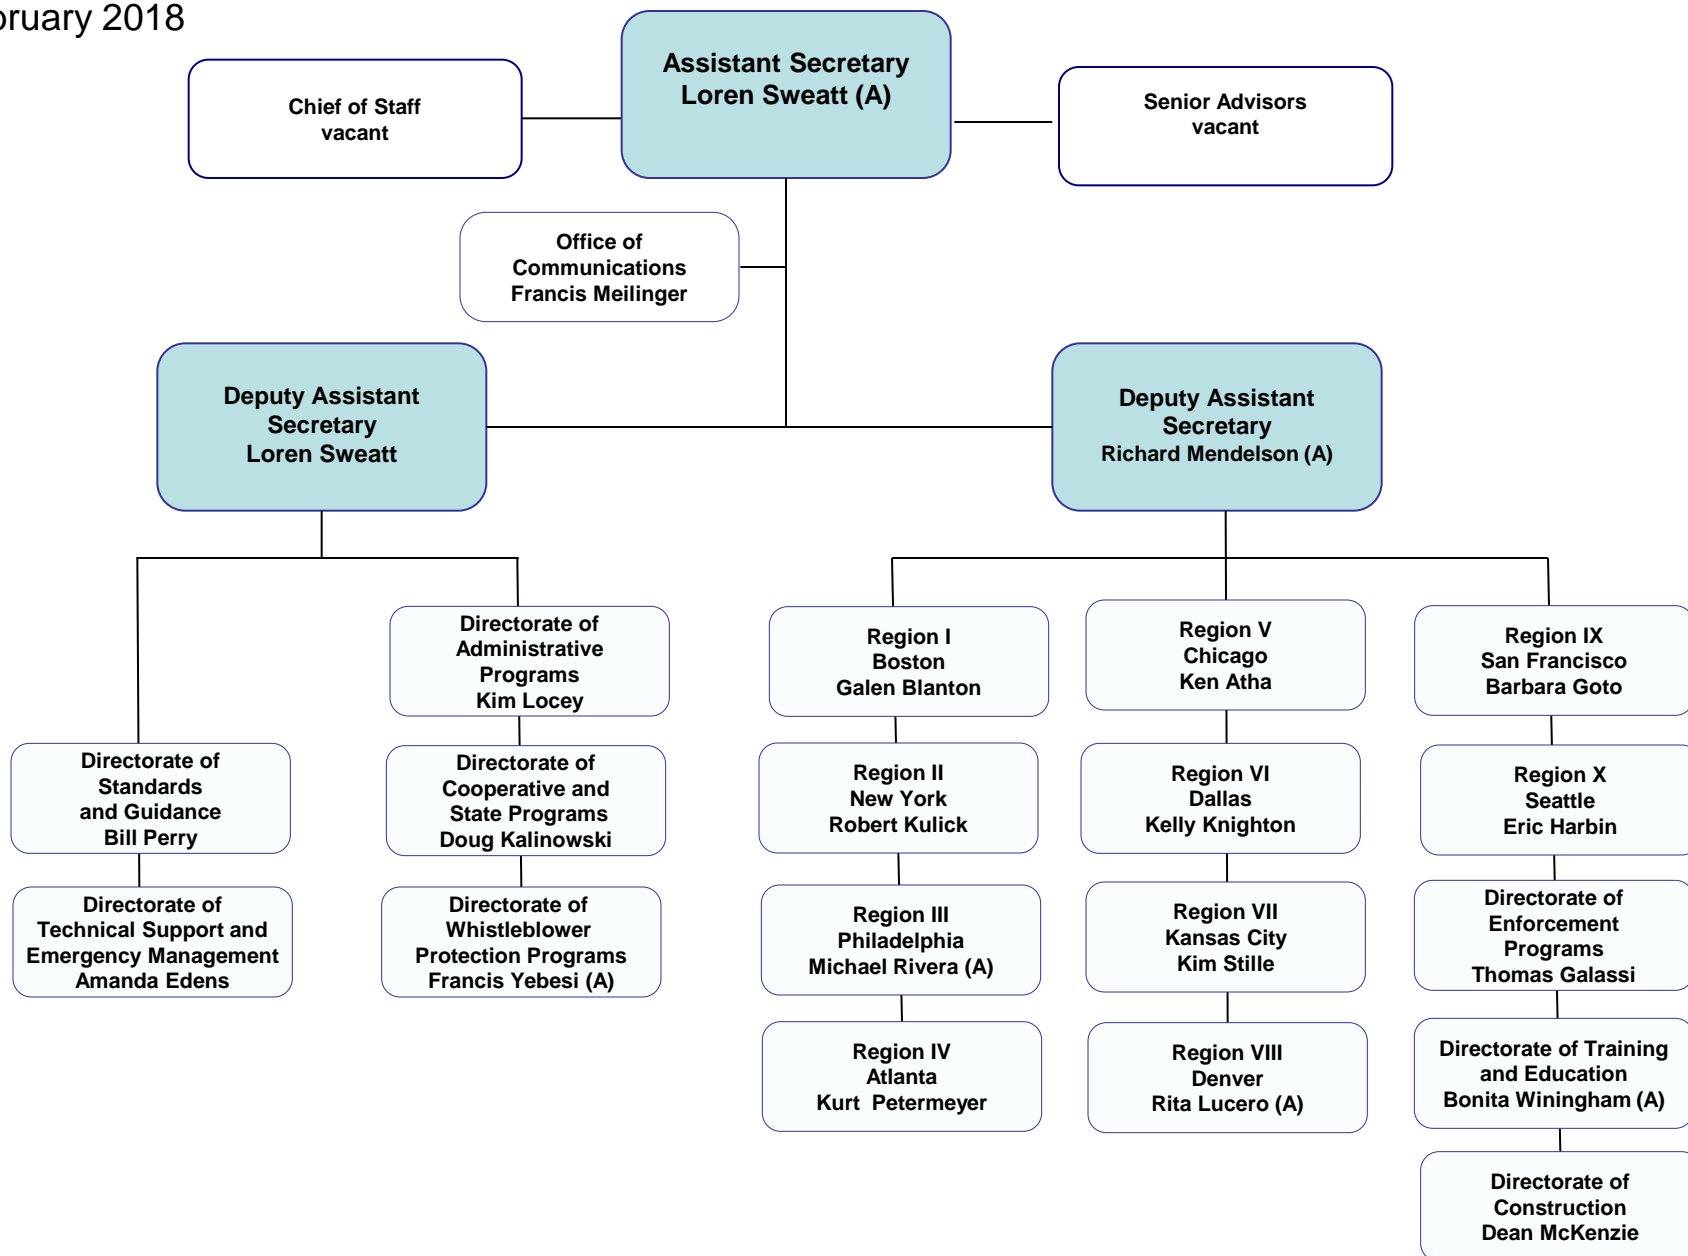 2018
Assistant Secretary
Loren Sweatt (A)
Chief of Staff
vacant
Senior Advisors
vacant
Office of
Communications
Francis Meilinger
Deputy Assistant
Secretary
Loren Sweatt
Deputy Assistant
Secretary
Richard Mendelson (A)
Directorate of
Administrative
Programs
Kim Locey
Directorate of
Standards
and Guidance
Bill Perry
Directorate of
Cooperative and
State Programs
Doug Kalinowski
Directorate of
Technical Support and
Emergency Management
Amanda Edens
Directorate of
Whistleblower
Protection Programs
Francis Yebesi (A)
Region I
Boston
Galen Blanton
Region II
New York
Robert Kulick
Region III
Philadelphia
Michael Rivera (A)
Region IV
Atlanta
Kurt  Petermeyer
Region V
Chicago
Ken Atha
Region VI
Dallas
Kelly Knighton
Region VII
Kansas City
Kim Stille
Region VIII
Denver
Rita Lucero (A)
Region IX
San Francisco
Barbara Goto
Region X
Seattle
Eric Harbin
Directorate of
Enforcement
Programs
Thomas Galassi
Directorate of Training
and Education
Bonita Winingham (A)
Directorate of
Construction
Dean McKenzie